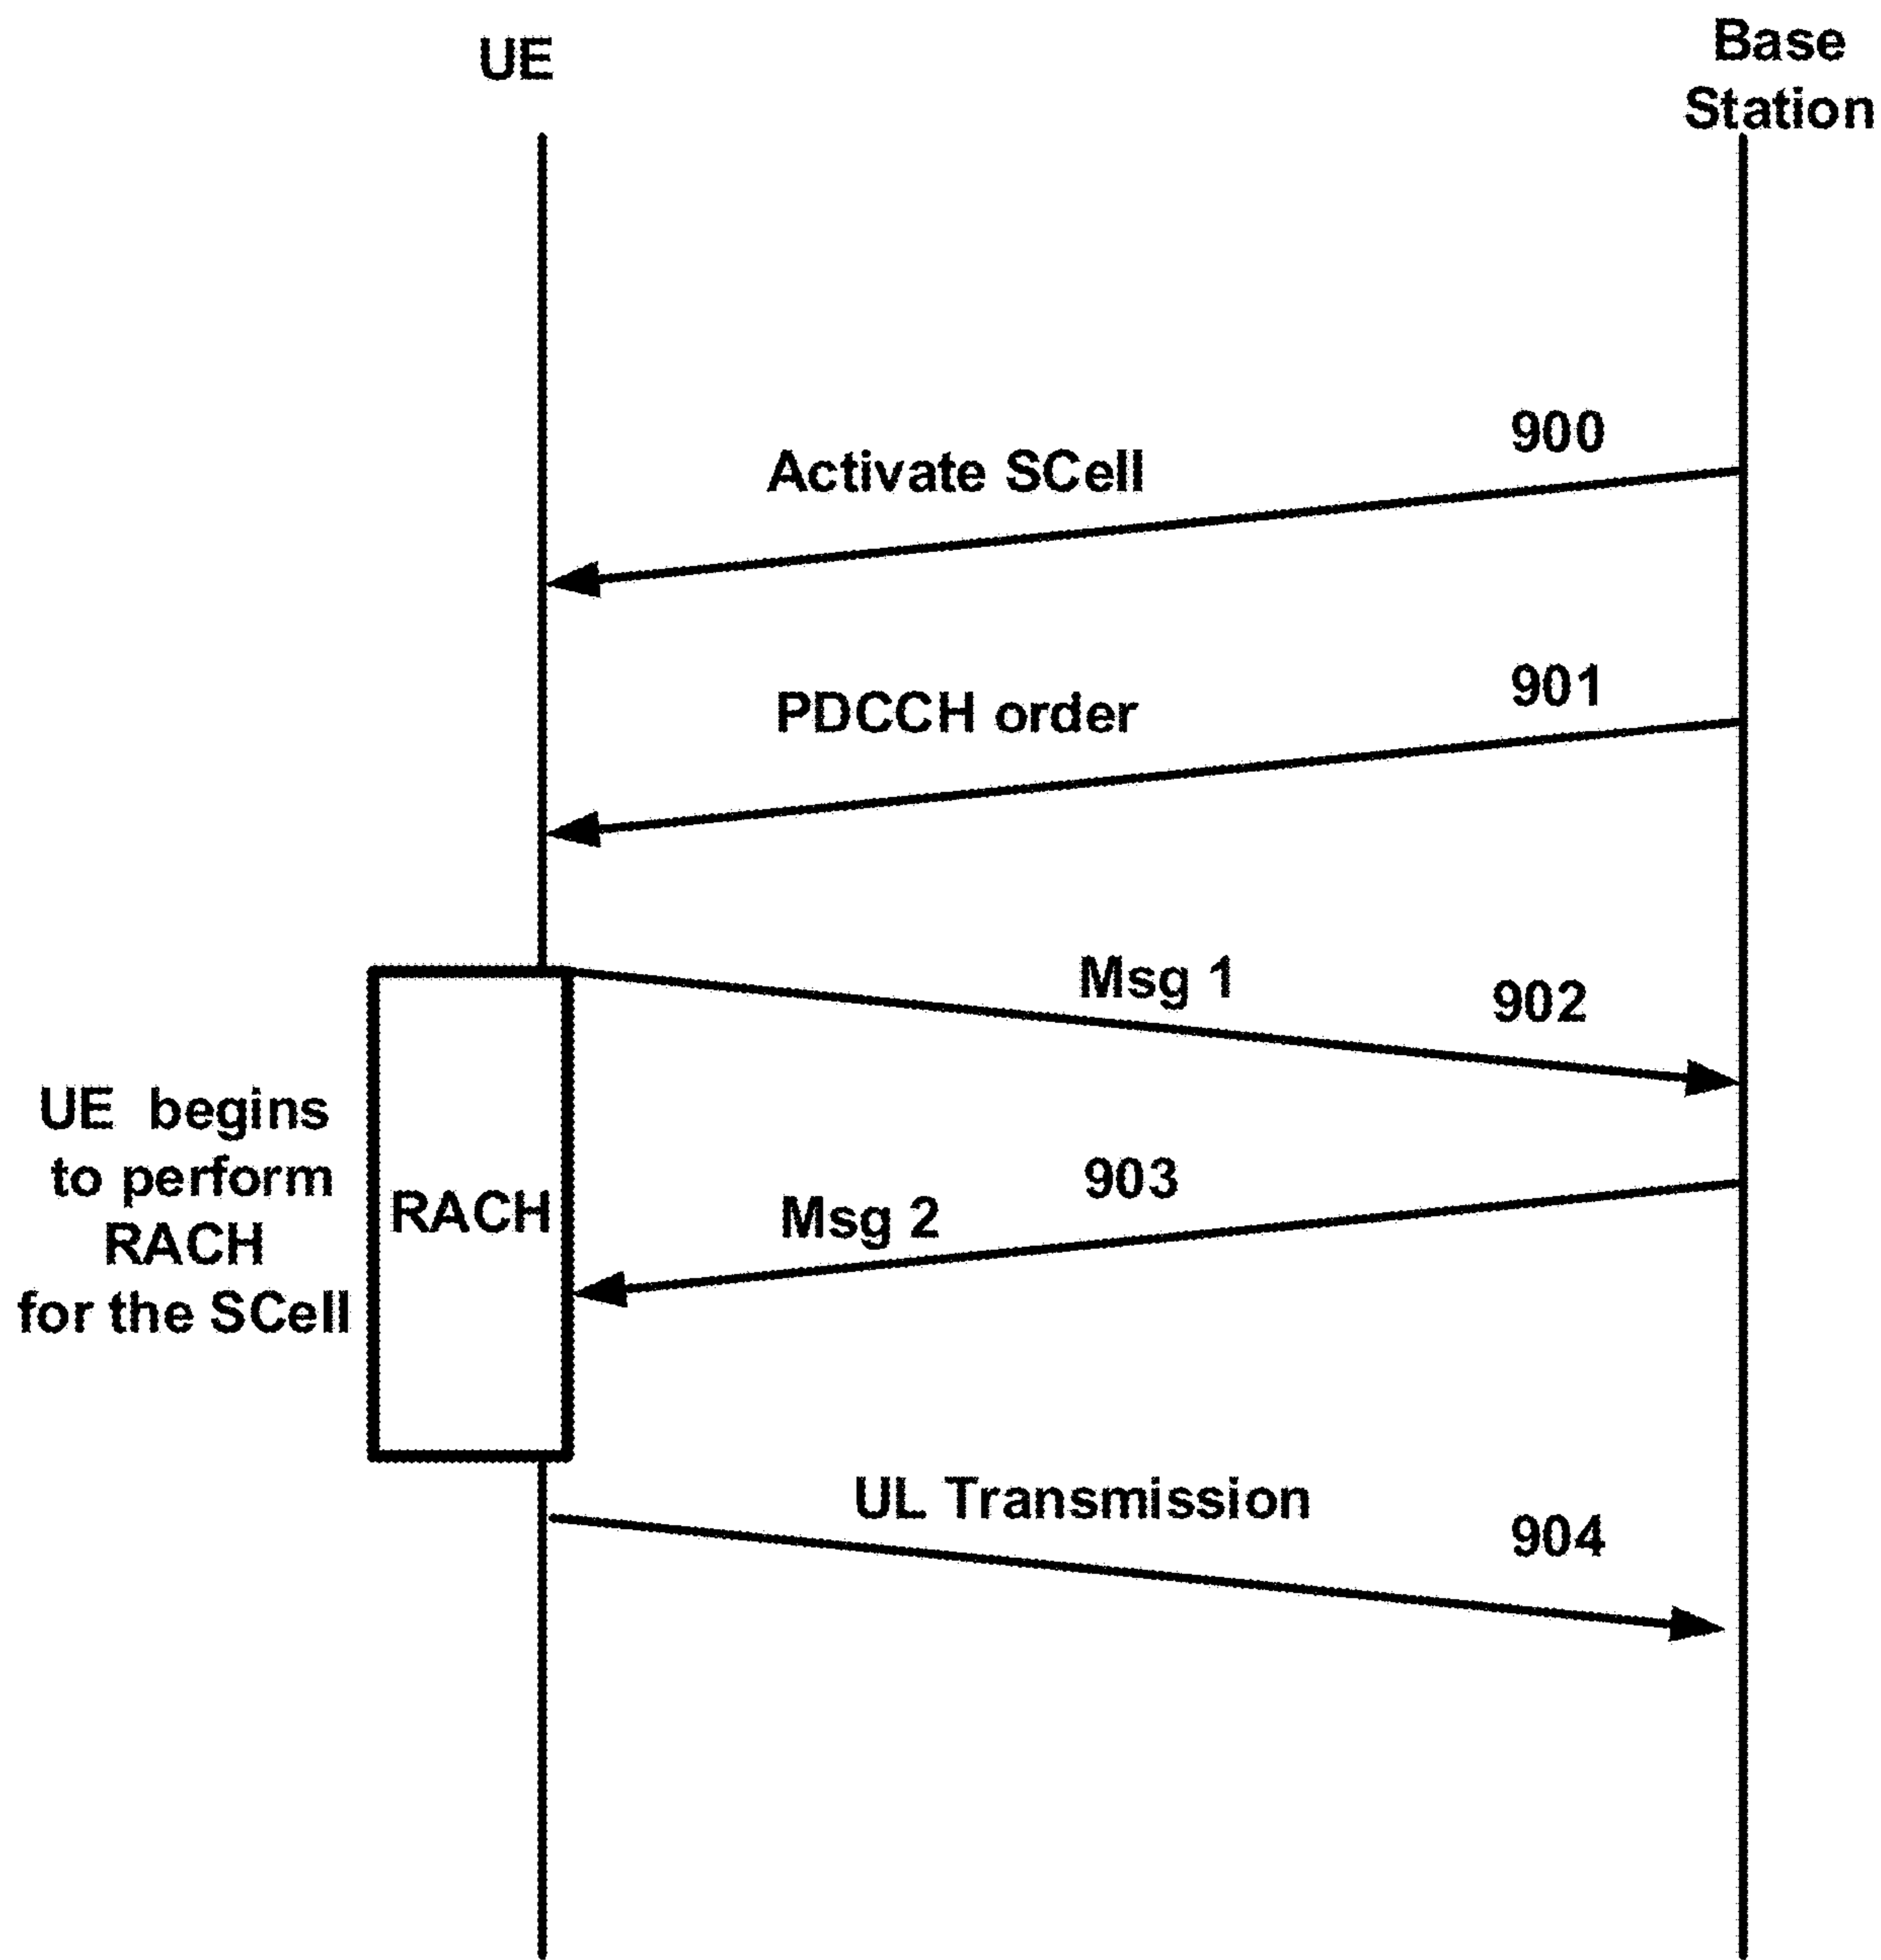 UE
Base
Station
900
Activate SCell
901
PDCCH order
Msg 1
902
903
Msg 2
UE begins
to perform
RACH
for the SCell
RACH
UL Transmission
904